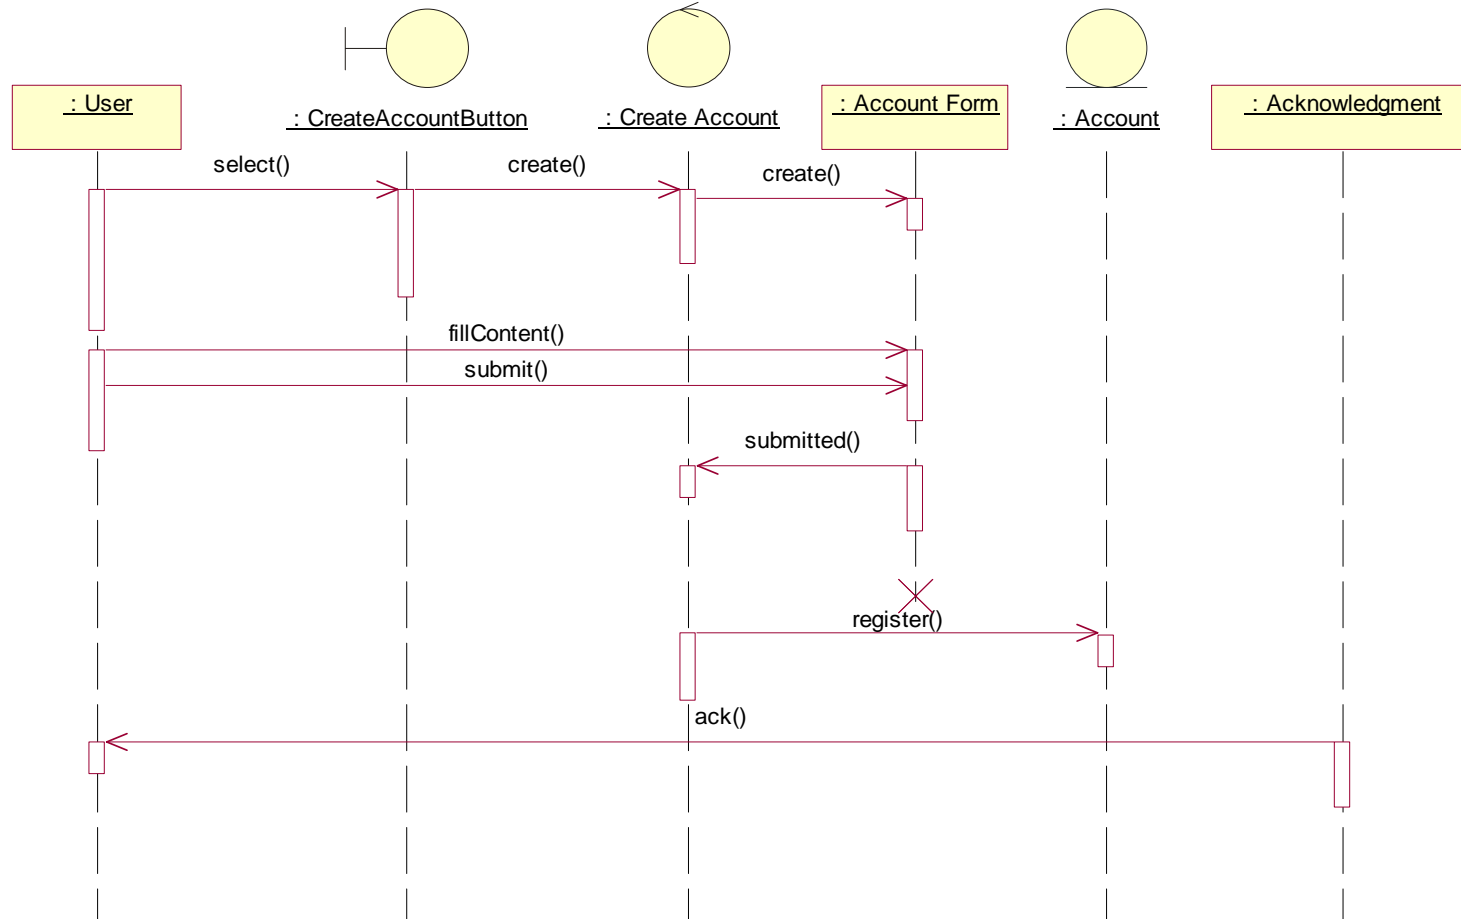 : User
: CreateAccountButton
: Create Account
: Account Form
: Account
: Acknowledgment
select()
create()
create()
fillContent()
submit()
submitted()
register()
ack()